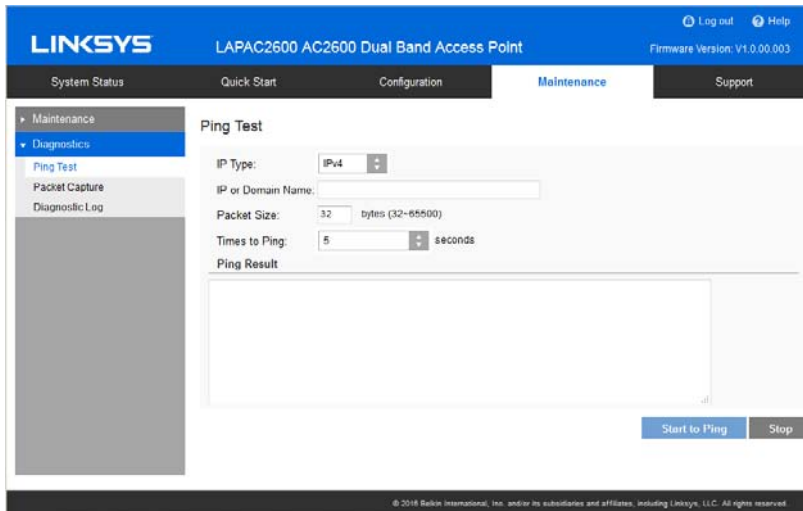 Log out Help
LINKSYS LAPAC2600 AC2600 Dual Band Access Point Firmware Version: V1.0.00.003
System Status Quick Start Configuration Maintenance Support
Maintenance
Diagnostics
Ping Test
Packet Capture
Diagnostic Log
Ping Test
IP Type: IPv4
IP or Domain Name:
Packet Size: 32 bytes (32~65500)
Times to Ping: 5 seconds
Ping Result
Start to Ping Stop
© 2016 Belkin International, Inc. and/or its subsidiaries and affiliates, including Linksys, LLC. All rights reserved.